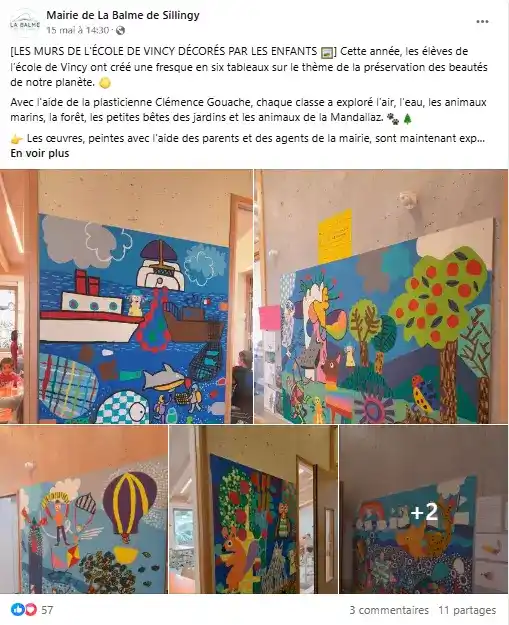 Mairie de La Balme de Sillingy
LA BALME
15 mai à 14:30 ·
[LES MURS DE L'ÉCOLE DE VINCY DÉCORÉS PAR LES ENFANTS 🖼️] Cette année, les élèves de
l'école de Vincy ont créé une fresque en six tableaux sur le thème de la préservation des beautés
de notre planète. 🌕
Avec l'aide de la plasticienne Clémence Gouache, chaque classe a exploré l'air, l'eau, les animaux
marins, la forêt, les petites bêtes des jardins et les animaux de la Mandallaz. 🐾🌲
👉 Les œuvres, peintes avec l'aide des parents et des agents de la mairie, sont maintenant exp...
En voir plus
+2
57 3 commentaires 11 partages